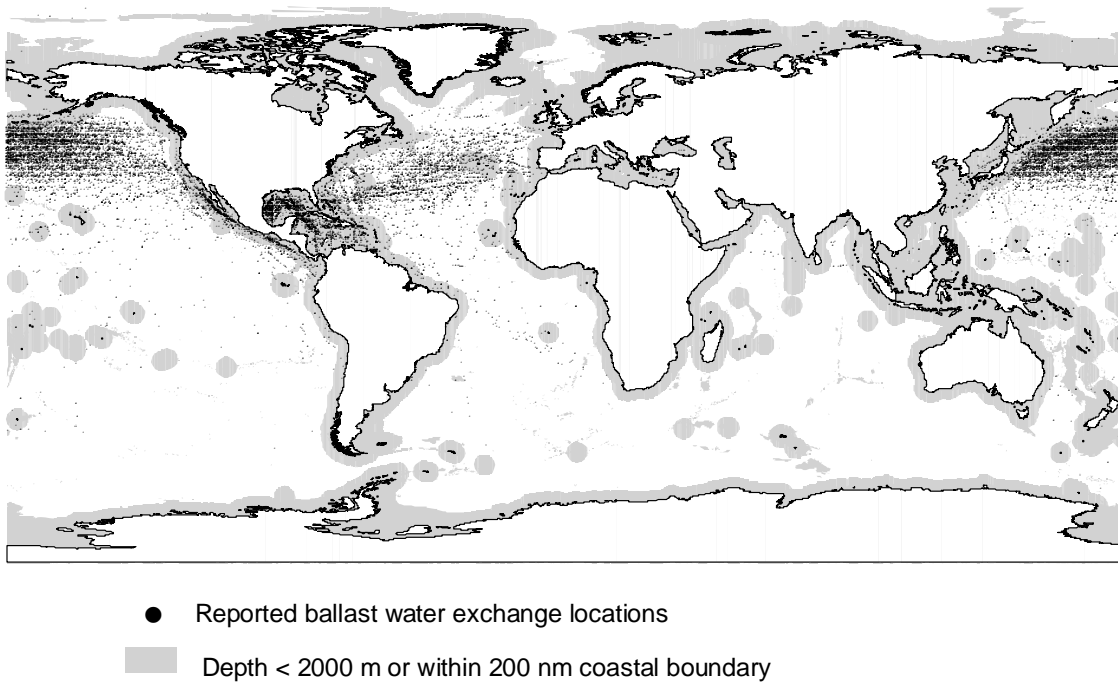 Reported ballast water exchange locations
Depth < 2000 m or within 200 nm coastal boundary